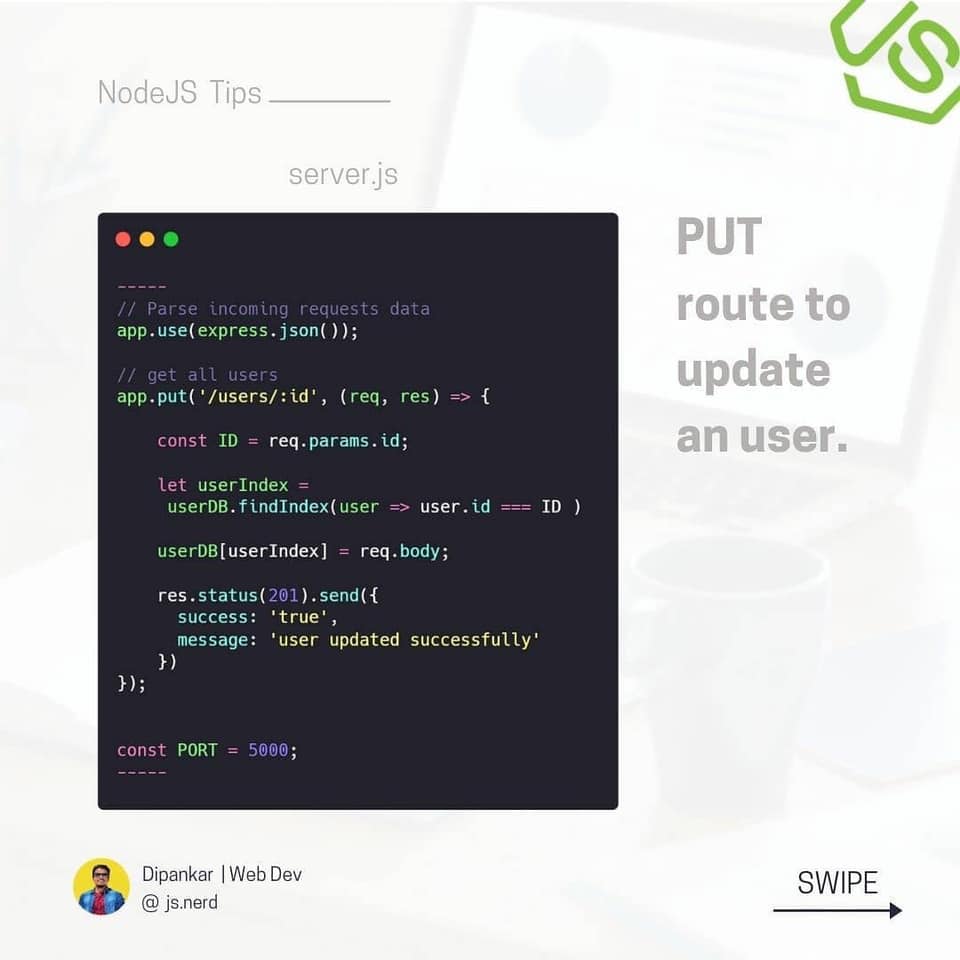 NodeJS Tips
JS
server.js
PUT
route to
update
an user.
-----
// Parse incoming requests data
app.use(express.json());
// get all users
app.put('/users/:id', (req, res) => {
const ID = req.params.id;
let userIndex =
userDB.findIndex(user => user.id === ID )
userDB[userIndex] = req.body;
res.status(201).send({
success: 'true',
message: 'user updated successfully'
})
});
const PORT = 5000;
-----
Dipankar | Web Dev
@ js.nerd
SWIPE